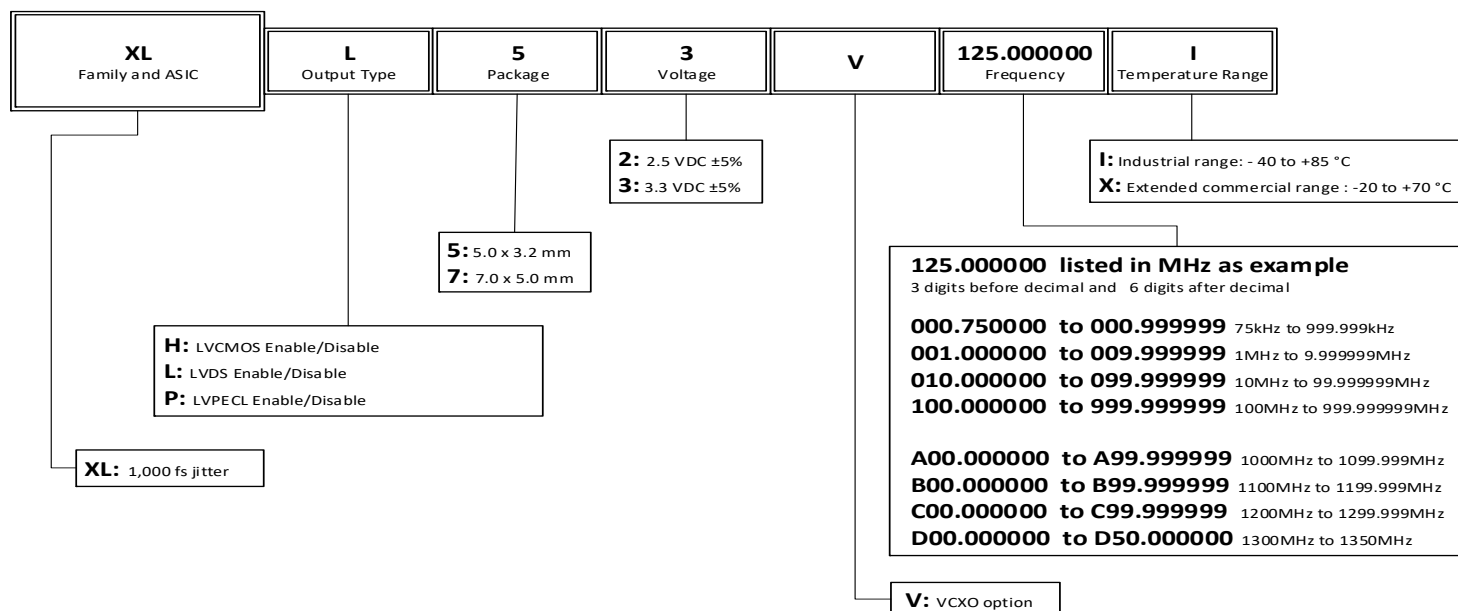 XL
Family and ASIC
L
Output Type
5
Package
3
Voltage
V
125.000000
Frequency
I
Temperature Range
2: 2.5 VDC ±5%
3: 3.3 VDC ±5%
I: Industrial range: - 40 to +85 °C
X: Extended commercial range : -20 to +70 °C
5: 5.0 x 3.2 mm
7: 7.0 x 5.0 mm
125.000000 listed in MHz as example
3 digits before decimal and 6 digits after decimal
000.750000 to 000.999999 75kHz to 999.999kHz
001.000000 to 009.999999 1MHz to 9.999999MHz
010.000000 to 099.999999 10MHz to 99.999999MHz
100.000000 to 999.999999 100MHz to 999.999999MHz
A00.000000 to A99.999999 1000MHz to 1099.999MHz
B00.000000 to B99.999999 1100MHz to 1199.999MHz
C00.000000 to C99.999999 1200MHz to 1299.999MHz
D00.000000 to D50.000000 1300MHz to 1350MHz
H: LVCMOS Enable/Disable
L: LVDS Enable/Disable
P: LVPECL Enable/Disable
XL: 1,000 fs jitter
V: VCXO option